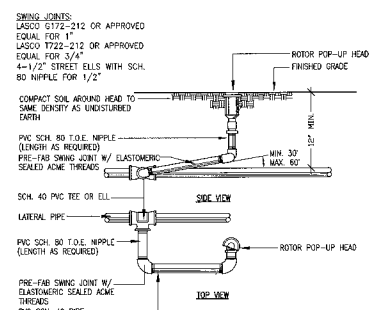 SWING JOINTS:
LASCO G172-212 OR APPROVED
EQUAL FOR 1"
LASCO T722-212 OR APPROVED
EQUAL FOR 3/4"
4-1/2" STREET ELLS WITH SCH.
80 NIPPLE FOR 1/2"
ROTOR POP-UP HEAD
FINISHED GRADE
COMPACT SOIL AROUND HEAD TO
SAME DENSITY AS UNDISTURBED
EARTH
12" MIN.
PVC SCH. 80 T.O.E. NIPPLE
(LENGTH AS REQUIRED)
PRE-FAB SWING JOINT W/ ELASTOMERIC
SEALED ACME THREADS
MIN. 30°
MAX. 60°
SCH. 40 PVC TEE OR ELL
SIDE VIEW
LATERAL PIPE
PVC SCH. 80 T.O.E. NIPPLE
(LENGTH AS REQUIRED)
ROTOR POP-UP HEAD
PRE-FAB SWING JOINT W/
ELASTOMERIC SEALED ACME
THREADS
TOP VIEW